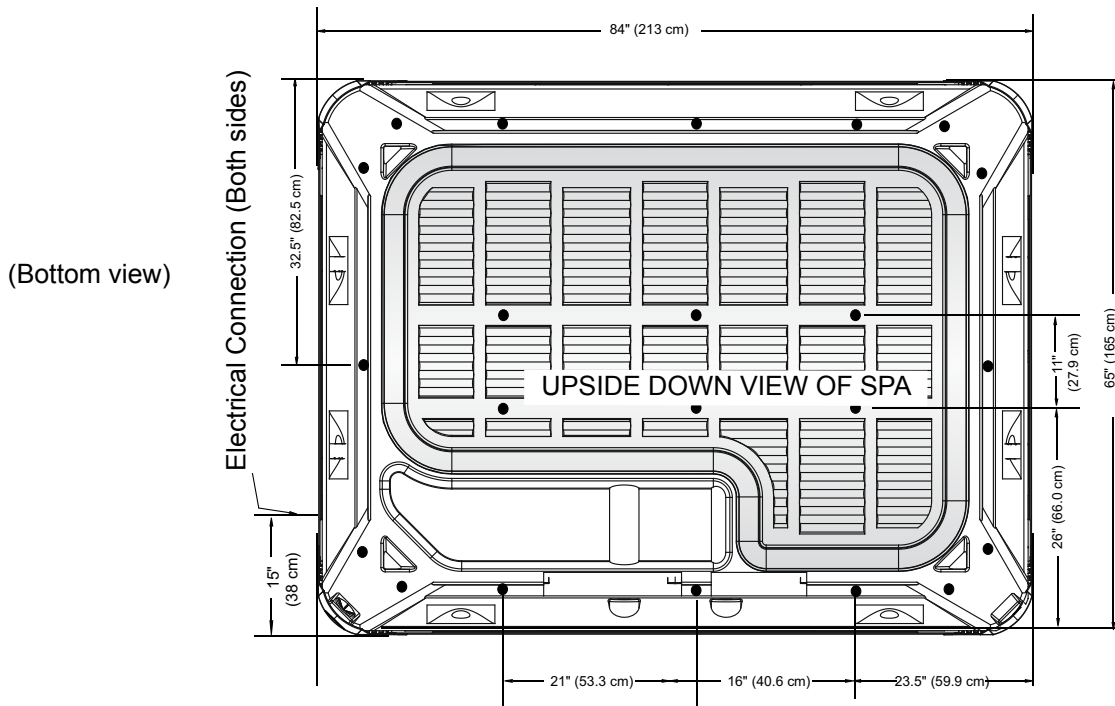 84" (213 cm)
Electrical Connection (Both sides)
32.5" (82.5 cm)
(Bottom view)
UPSIDE DOWN VIEW OF SPA
11"
(27.9 cm)
65" (165 cm)
26" (66.0 cm)
15"
(38 cm)
21" (53.3 cm)
16" (40.6 cm)
23.5" (59.9 cm)